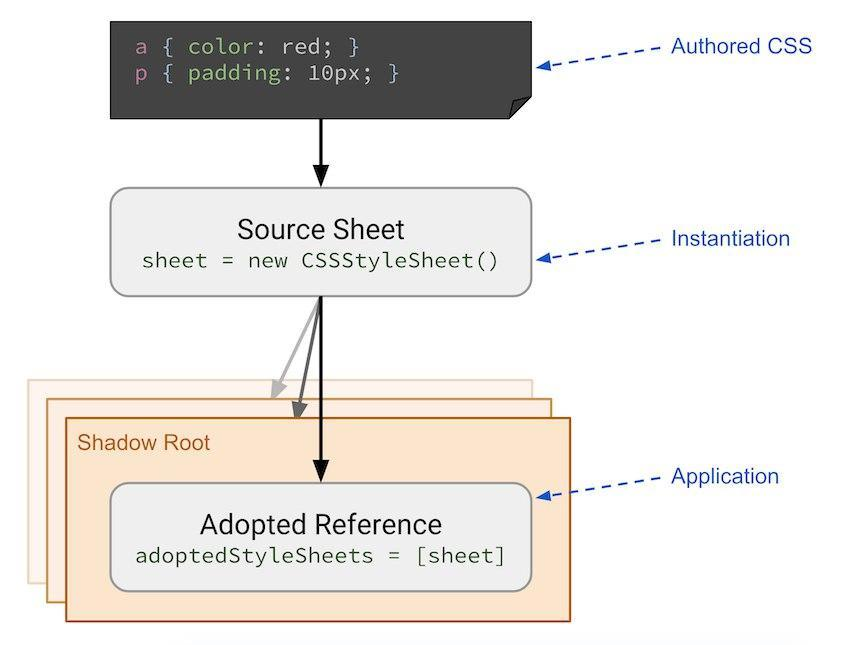 a { color: red; }
p { padding: 10px; }
Authored CSS
Source Sheet
sheet = new CSSStyleSheet()
Instantiation
Shadow Root
Application
Adopted Reference
adoptedStyleSheets = [sheet]